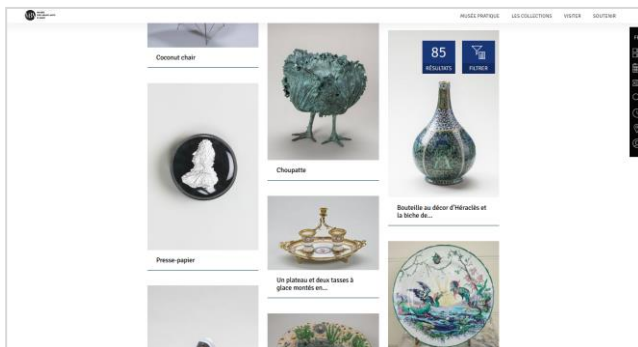 MUSÉE PRATIQUE LES COLLECTIONS VISITER SOUTENIR
Coconut chair
85
RÉSULTATS
FILTRER
Choupatte
Bouteille au décor d'Héraclès et
la biche de...
Presse-papier
Un plateau et deux tasses à
glace montés en...